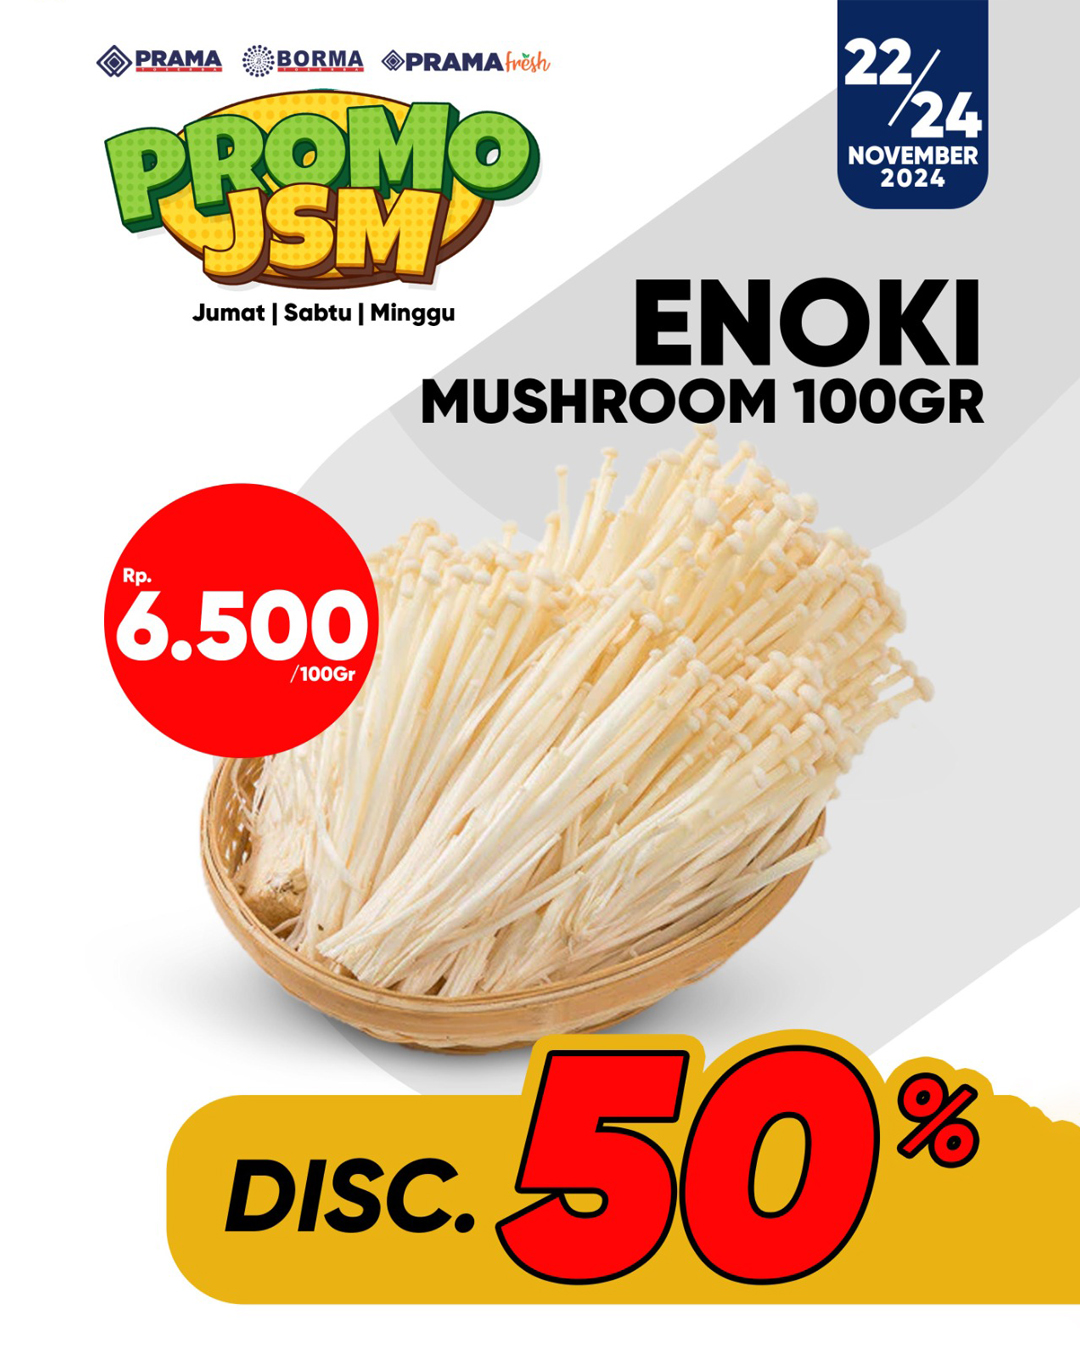 PRAMA BORMA PRAMA fresh
PROMO
JSM
Jumat | Sabtu | Minggu
22/24
NOVEMBER
2024
ENOKI
MUSHROOM 100GR
Rp.
6.500
/100Gr
DISC. 50%